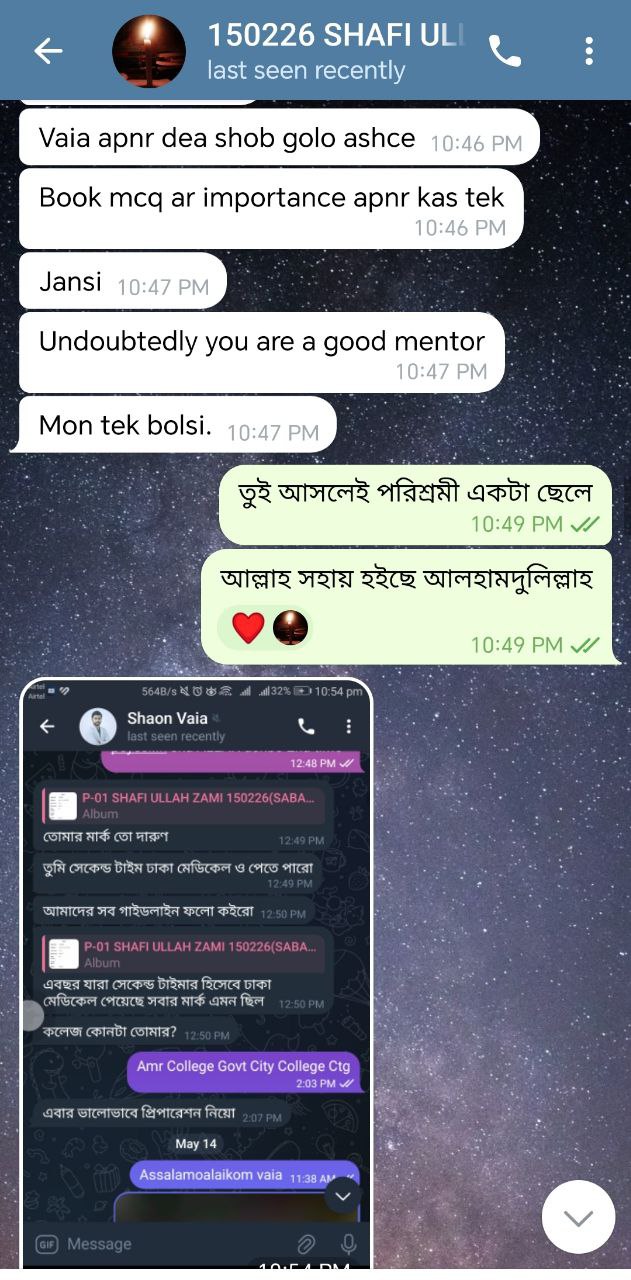 150226 SHAFI UL
last seen recently
Vaia apnr dea shob golo ashce 10:46 PM
Book mcq ar importance apnr kas tek
10:46 PM
Jansi 10:47 PM
Undoubtedly you are a good mentor
10:47 PM
Mon tek bolsi. 10:47 PM
তুই আসলেই পরিশ্রমী একটা ছেলে
10:49 PM
আল্লাহ সহায় হইছে আলহামদুলিল্লাহ
10:49 PM
Airtel
Airtel
564B/s 32% 10:54 pm
Shaon Vaia
last seen recently
12:48 PM
P-01 SHAFI ULLAH ZAMI 150226(SABA...
Album
তোমার মার্ক তো দারুণ 12:49 PM
তুমি সেকেন্ড টাইম ঢাকা মেডিকেল ও পেতে পারো
12:49 PM
আমাদের সব গাইডলাইন ফলো কইরো 12:50 PM
P-01 SHAFI ULLAH ZAMI 150226(SABA...
Album
এবছর যারা সেকেন্ড টাইমার হিসেবে ঢাকা
মেডিকেল পেয়েছে সবার মার্ক এমন ছিল 12:50 PM
কলেজ কোনটা তোমার? 12:50 PM
Amr College Govt City College Ctg
2:03 PM
এবার ভালোভাবে প্রিপারেশন নিয়ো 2:07 PM
May 14
Assalamoalaikom vaia 11:38 AM
GIF Message
10:54 PM